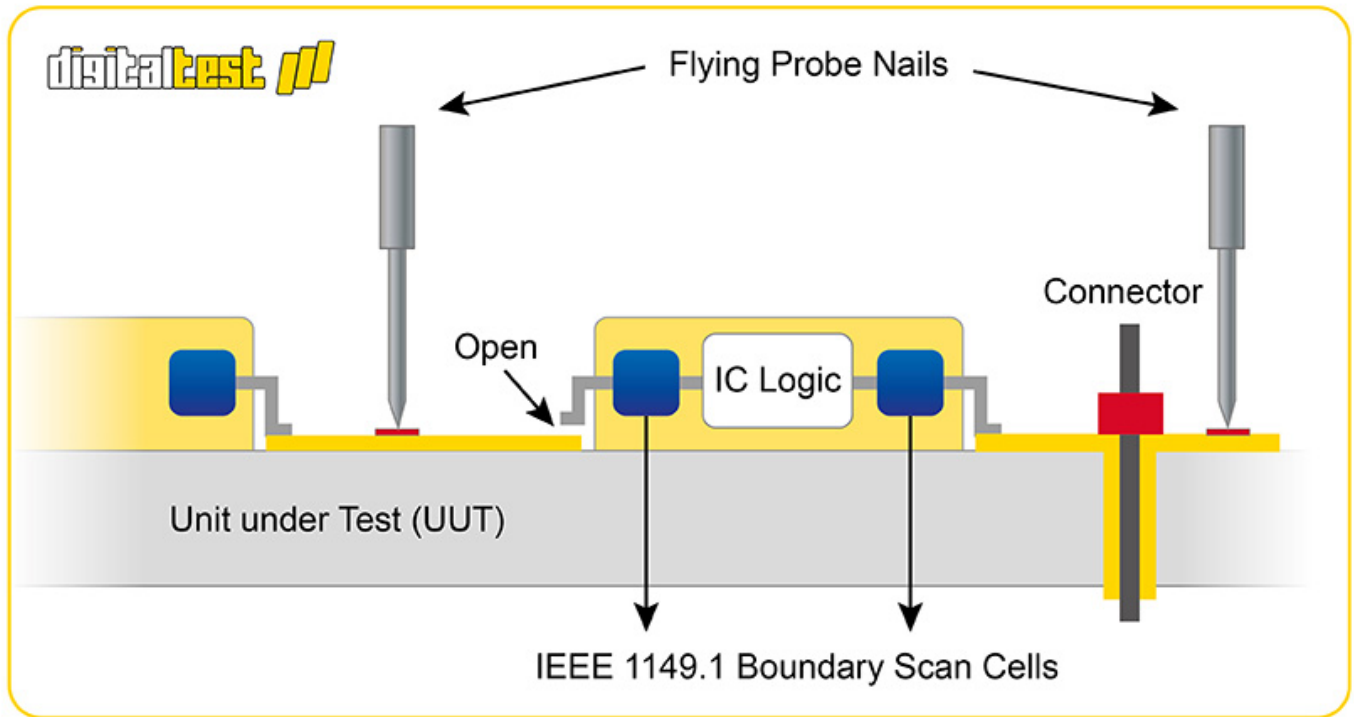 digitaltest
Flying Probe Nails
Connector
Open
IC Logic
Unit under Test (UUT)
IEEE 1149.1 Boundary Scan Cells